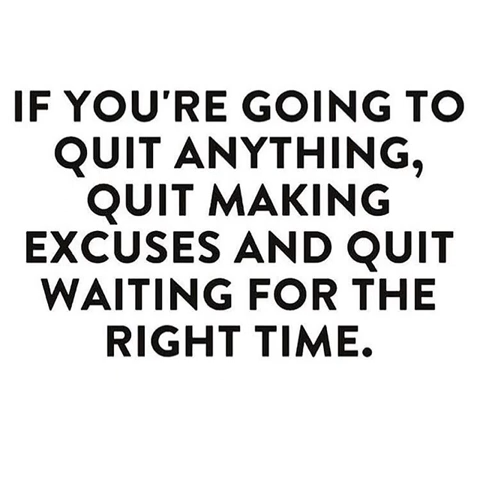 IF YOU'RE GOING TO
QUIT ANYTHING,
QUIT MAKING
EXCUSES AND QUIT
WAITING FOR THE
RIGHT TIME.